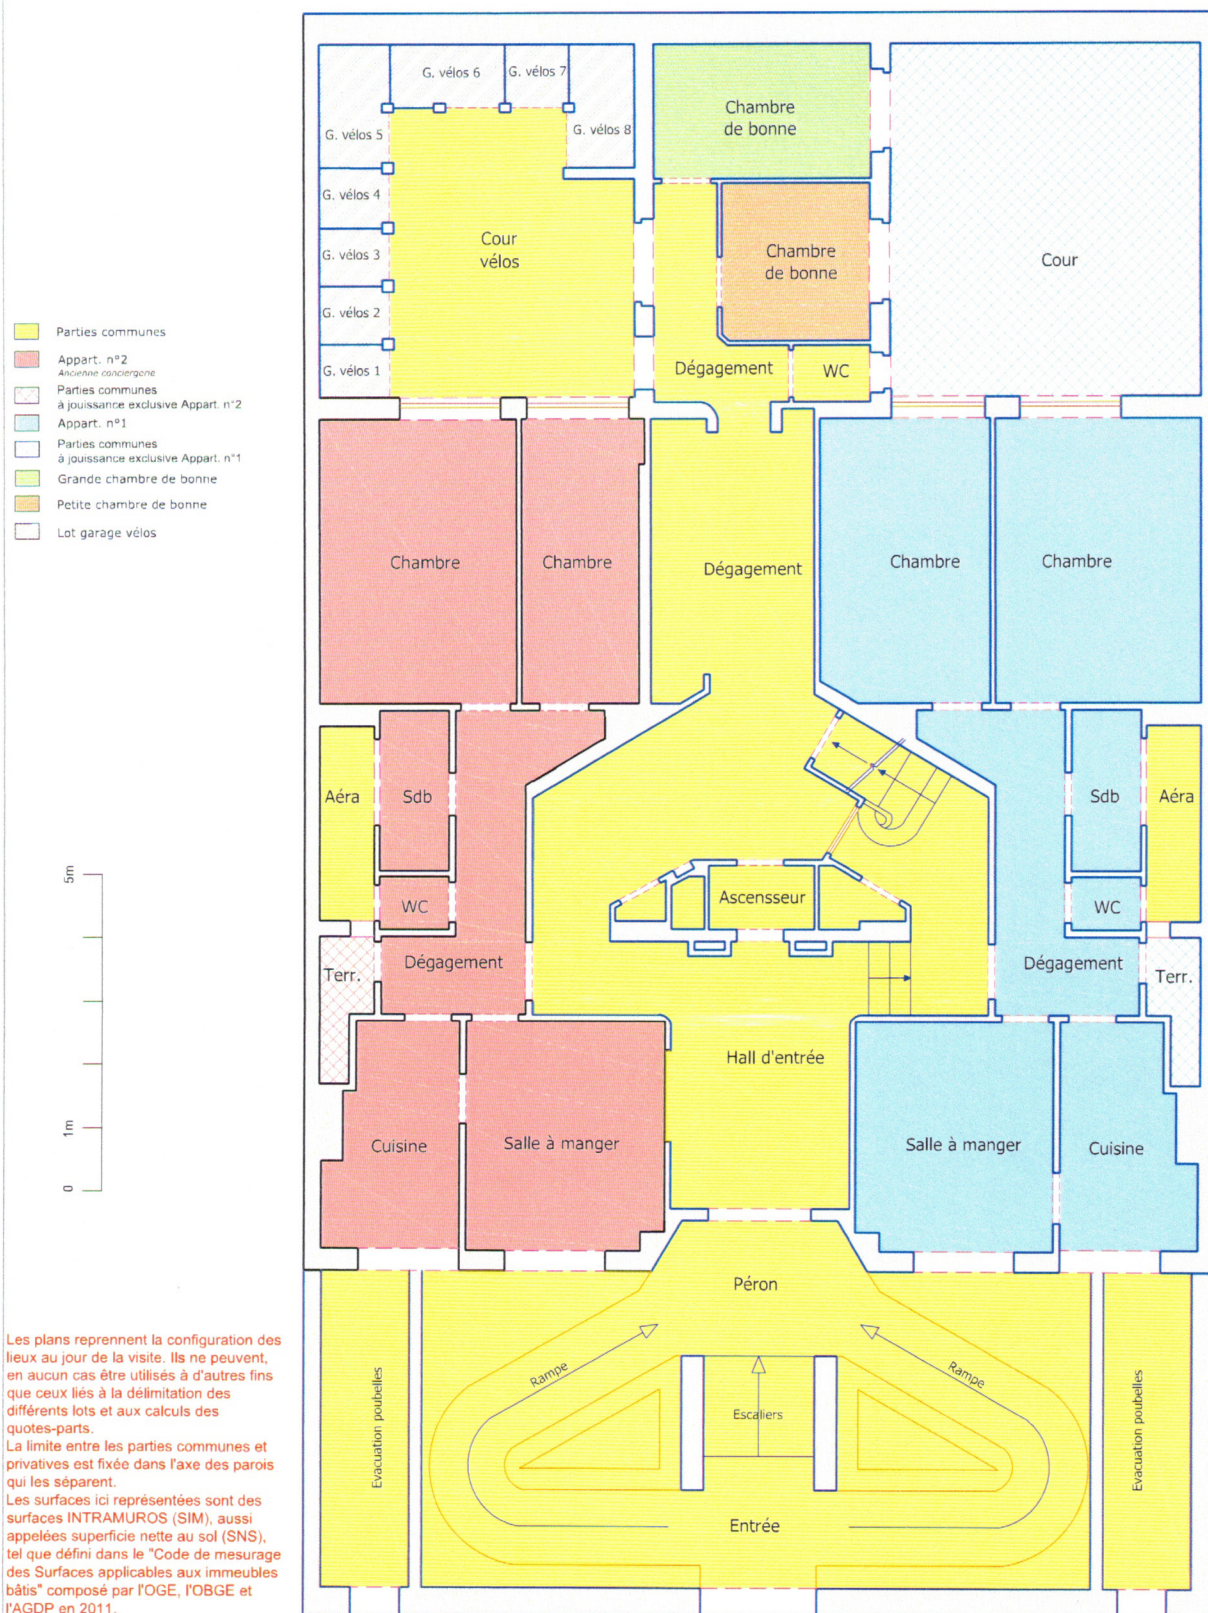 G. vélos 6
G. vélos 7
G. vélos 5
G. vélos 8
G. vélos 4
G. vélos 3
G. vélos 2
G. vélos 1
Cour
vélos
Chambre
de bonne
Chambre
de bonne
Cour
Dégagement
WC
Parties communes
Appart. n°2
Ancienne conciergerie
Parties communes
à jouissance exclusive Appart. n°2
Appart. n°1
Parties communes
à jouissance exclusive Appart. n°1
Grande chambre de bonne
Petite chambre de bonne
Lot garage vélos
Chambre
Chambre
Dégagement
Chambre
Chambre
Aéra
Sdb
Sdb
Aéra
WC
Ascensseur
WC
Terr.
Dégagement
Dégagement
Terr.
Hall d'entrée
Cuisine
Salle à manger
Salle à manger
Cuisine
5m
1m
0
Péron
Rampe
Rampe
Escaliers
Entrée
Evacuation poubelles
Evacuation poubelles
Les plans reprennent la configuration des
lieux au jour de la visite. Ils ne peuvent,
en aucun cas être utilisés à d'autres fins
que ceux liés à la délimitation des
différents lots et aux calculs des
quotes-parts.
La limite entre les parties communes et
privatives est fixée dans l'axe des parois
qui les séparent.
Les surfaces ici représentées sont des
surfaces INTRAMUROS (SIM), aussi
appelées superficie nette au sol (SNS),
tel que défini dans le "Code de mesurage
des Surfaces applicables aux immeubles
bâtis" composé par l'OGE, l'OBGE et
l'AGDP en 2011.